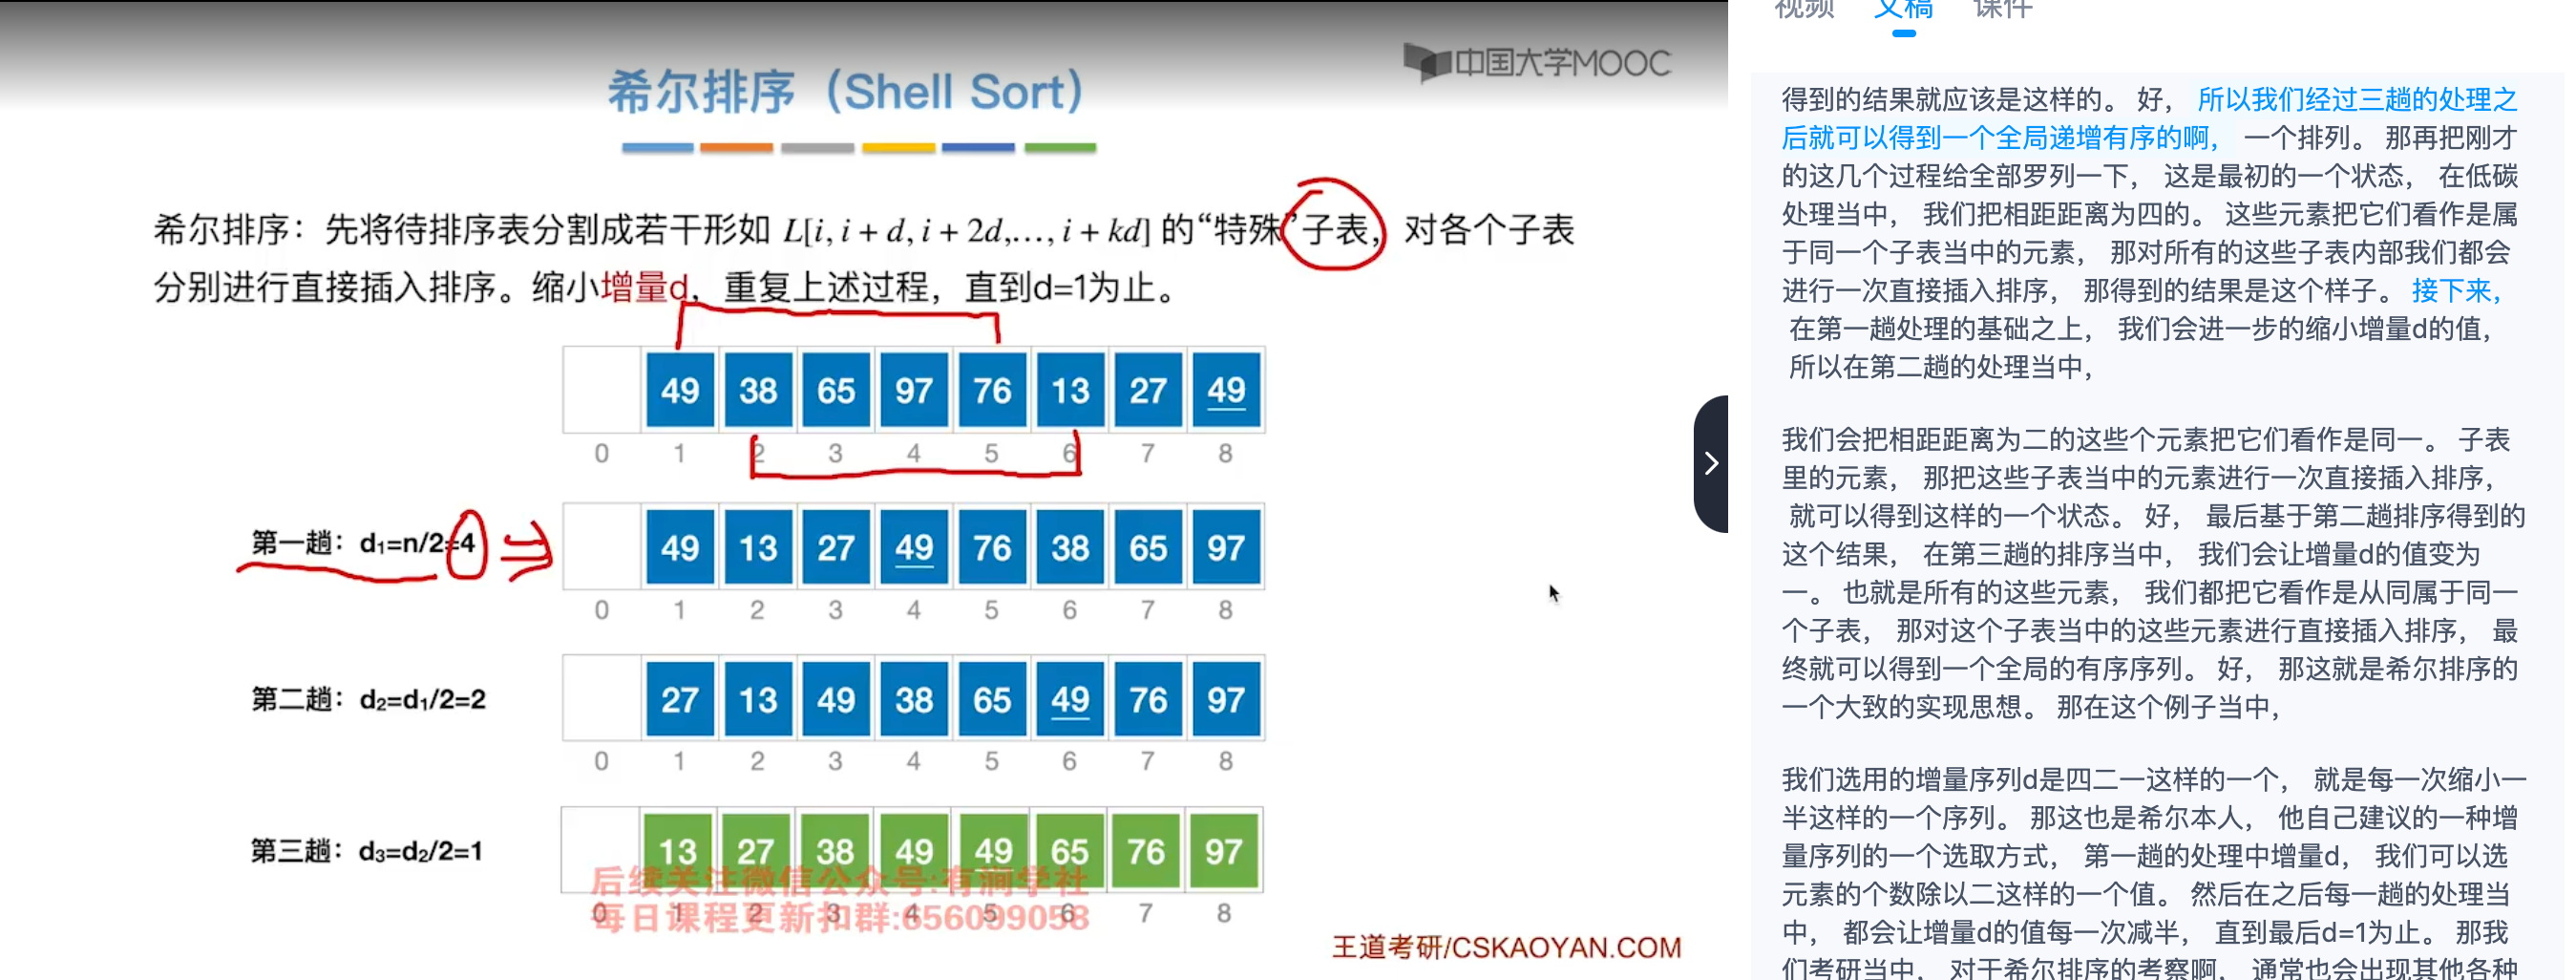 中国大学MOOC
希尔排序（Shell Sort）
希尔排序：先将待排序表分割成若干形如 L[i, i + d, i + 2d,…, i + kd] 的“特殊”子表，对各个子表
分别进行直接插入排序。缩小增量d，重复上述过程，直到d=1为止。
49 38 65 97 76 13 27 49
0 1 2 3 4 5 6 7 8
第一趟：d₁=n/2=4
49 13 27 49 76 38 65 97
0 1 2 3 4 5 6 7 8
第二趟：d₂=d₁/2=2
27 13 49 38 65 49 76 97
0 1 2 3 4 5 6 7 8
第三趟：d₃=d₂/2=1
13 27 38 49 49 65 76 97
0 1 2 3 4 5 6 7 8
后续关注微信公众号:有涧学社
每日课程更新扣群:656099058
王道考研/CSKAOYAN.COM
视频 文稿 课件
得到的结果就应该是这样的。 好， 所以我们经过三趟的处理之
后就可以得到一个全局递增有序的啊， 一个排列。 那再把刚才
的这几个过程给全部罗列一下， 这是最初的一个状态， 在低碳
处理当中， 我们把相距距离为四的。 这些元素把它们看作是属
于同一个子表当中的元素， 那对所有的这些子表内部我们都会
进行一次直接插入排序， 那得到的结果是这个样子。 接下来，
在第一趟处理的基础之上， 我们会进一步的缩小增量d的值，
所以在第二趟的处理当中，
我们会把相距距离为二的这些个元素把它们看作是同一。 子表
里的元素， 那把这些子表当中的元素进行一次直接插入排序，
就可以得到这样的一个状态。 好， 最后基于第二趟排序得到的
这个结果， 在第三趟的排序当中， 我们会让增量d的值变为
一。 也就是所有的这些元素， 我们都把它看作是从同属于同一
个子表， 那对这个子表当中的这些元素进行直接插入排序， 最
终就可以得到一个全局的有序序列。 好， 那这就是希尔排序的
一个大致的实现思想。 那在这个例子当中，
我们选用的增量序列d是四二一这样的一个， 就是每一次缩小一
半这样的一个序列。 那这也是希尔本人， 他自己建议的一种增
量序列的一个选取方式， 第一趟的处理中增量d， 我们可以选
元素的个数除以二这样的一个值。 然后在之后每一趟的处理当
中， 都会让增量d的值每一次减半， 直到最后d=1为止。 那我
们考研当中， 对于希尔排序的考察啊， 通常也会出现其他各种